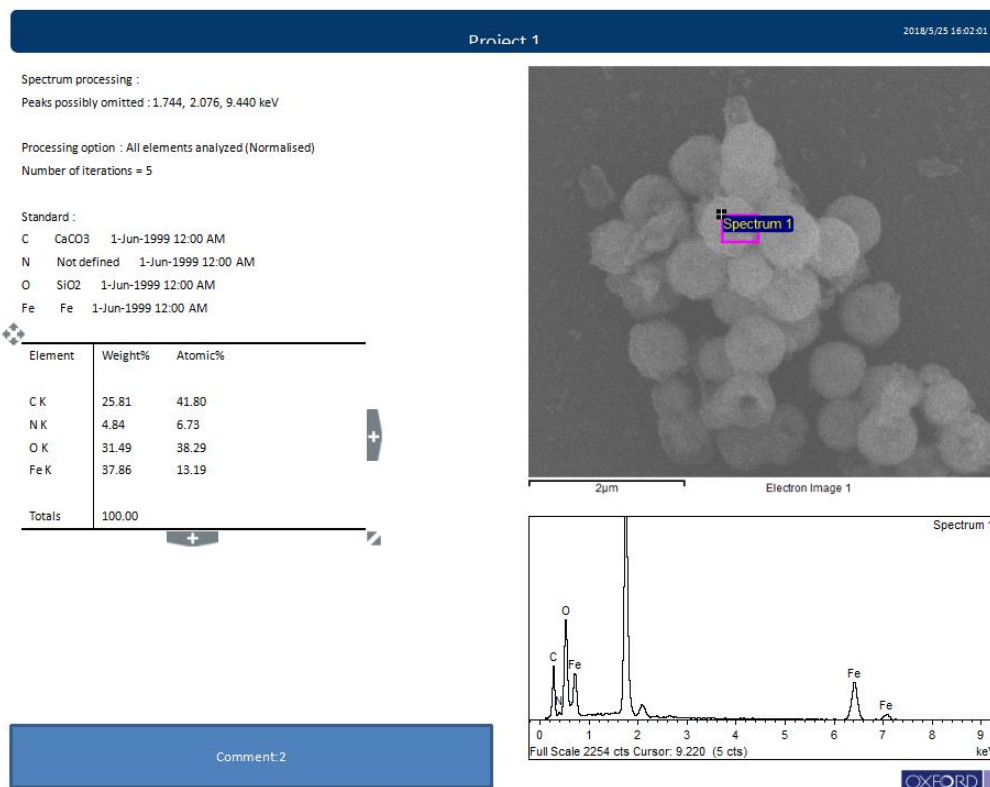 Project 1
2018/5/25 16:02:01
Spectrum processing :
Peaks possibly omitted : 1.744, 2.076, 9.440 keV
Processing option : All elements analyzed (Normalised)
Number of iterations = 5
Standard :
C CaCO3 1-Jun-1999 12:00 AM
N Not defined 1-Jun-1999 12:00 AM
O SiO2 1-Jun-1999 12:00 AM
Fe Fe 1-Jun-1999 12:00 AM
Element Weight% Atomic%
C K 25.81 41.80
N K 4.84 6.73
O K 31.49 38.29
Fe K 37.86 13.19
Totals 100.00
Comment:2
Spectrum 1
2µm Electron Image 1
Spectrum 1
O
C
Fe
N
Fe
Fe
0 1 2 3 4 5 6 7 8 9
Full Scale 2254 cts Cursor: 9.220 (5 cts) keV
OXFORD